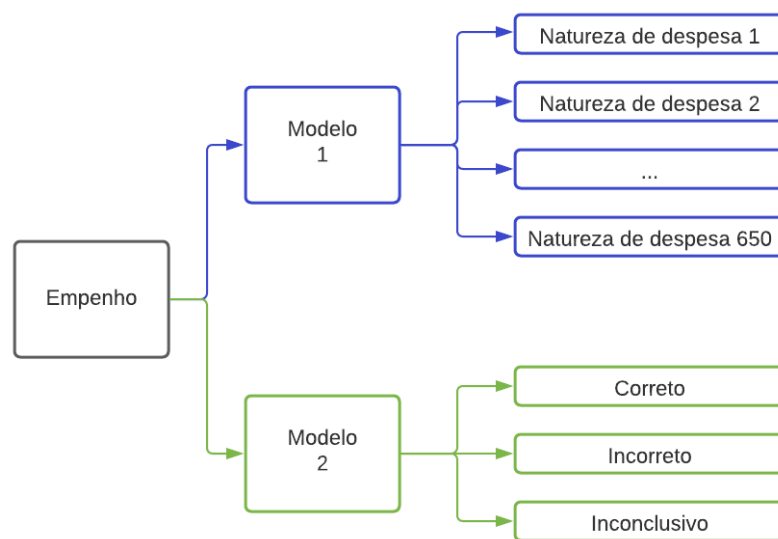 Natureza de despesa 1
Modelo
1
Natureza de despesa 2
...
Natureza de despesa 650
Empenho
Modelo
2
Correto
Incorreto
Inconclusivo